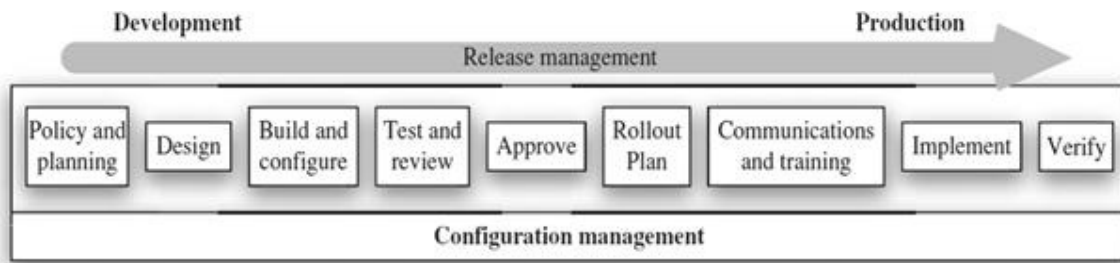 Development
Production
Release management
Policy and
planning
Design
Build and
configure
Test and
review
Approve
Rollout
Plan
Communications
and training
Implement
Verify
Configuration management